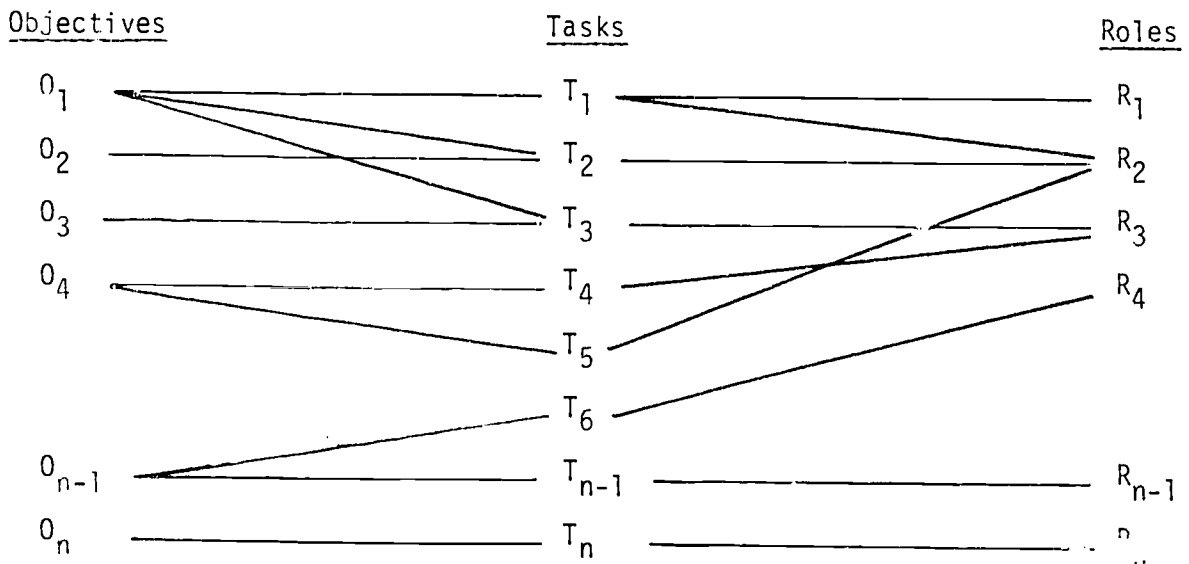 Objectives Tasks Roles
O1 T1 R1
O2 T2 R2
O3 T3 R3
O4 T4 R4
T5
T6
On-1 Tn-1 Rn-1
On Tn